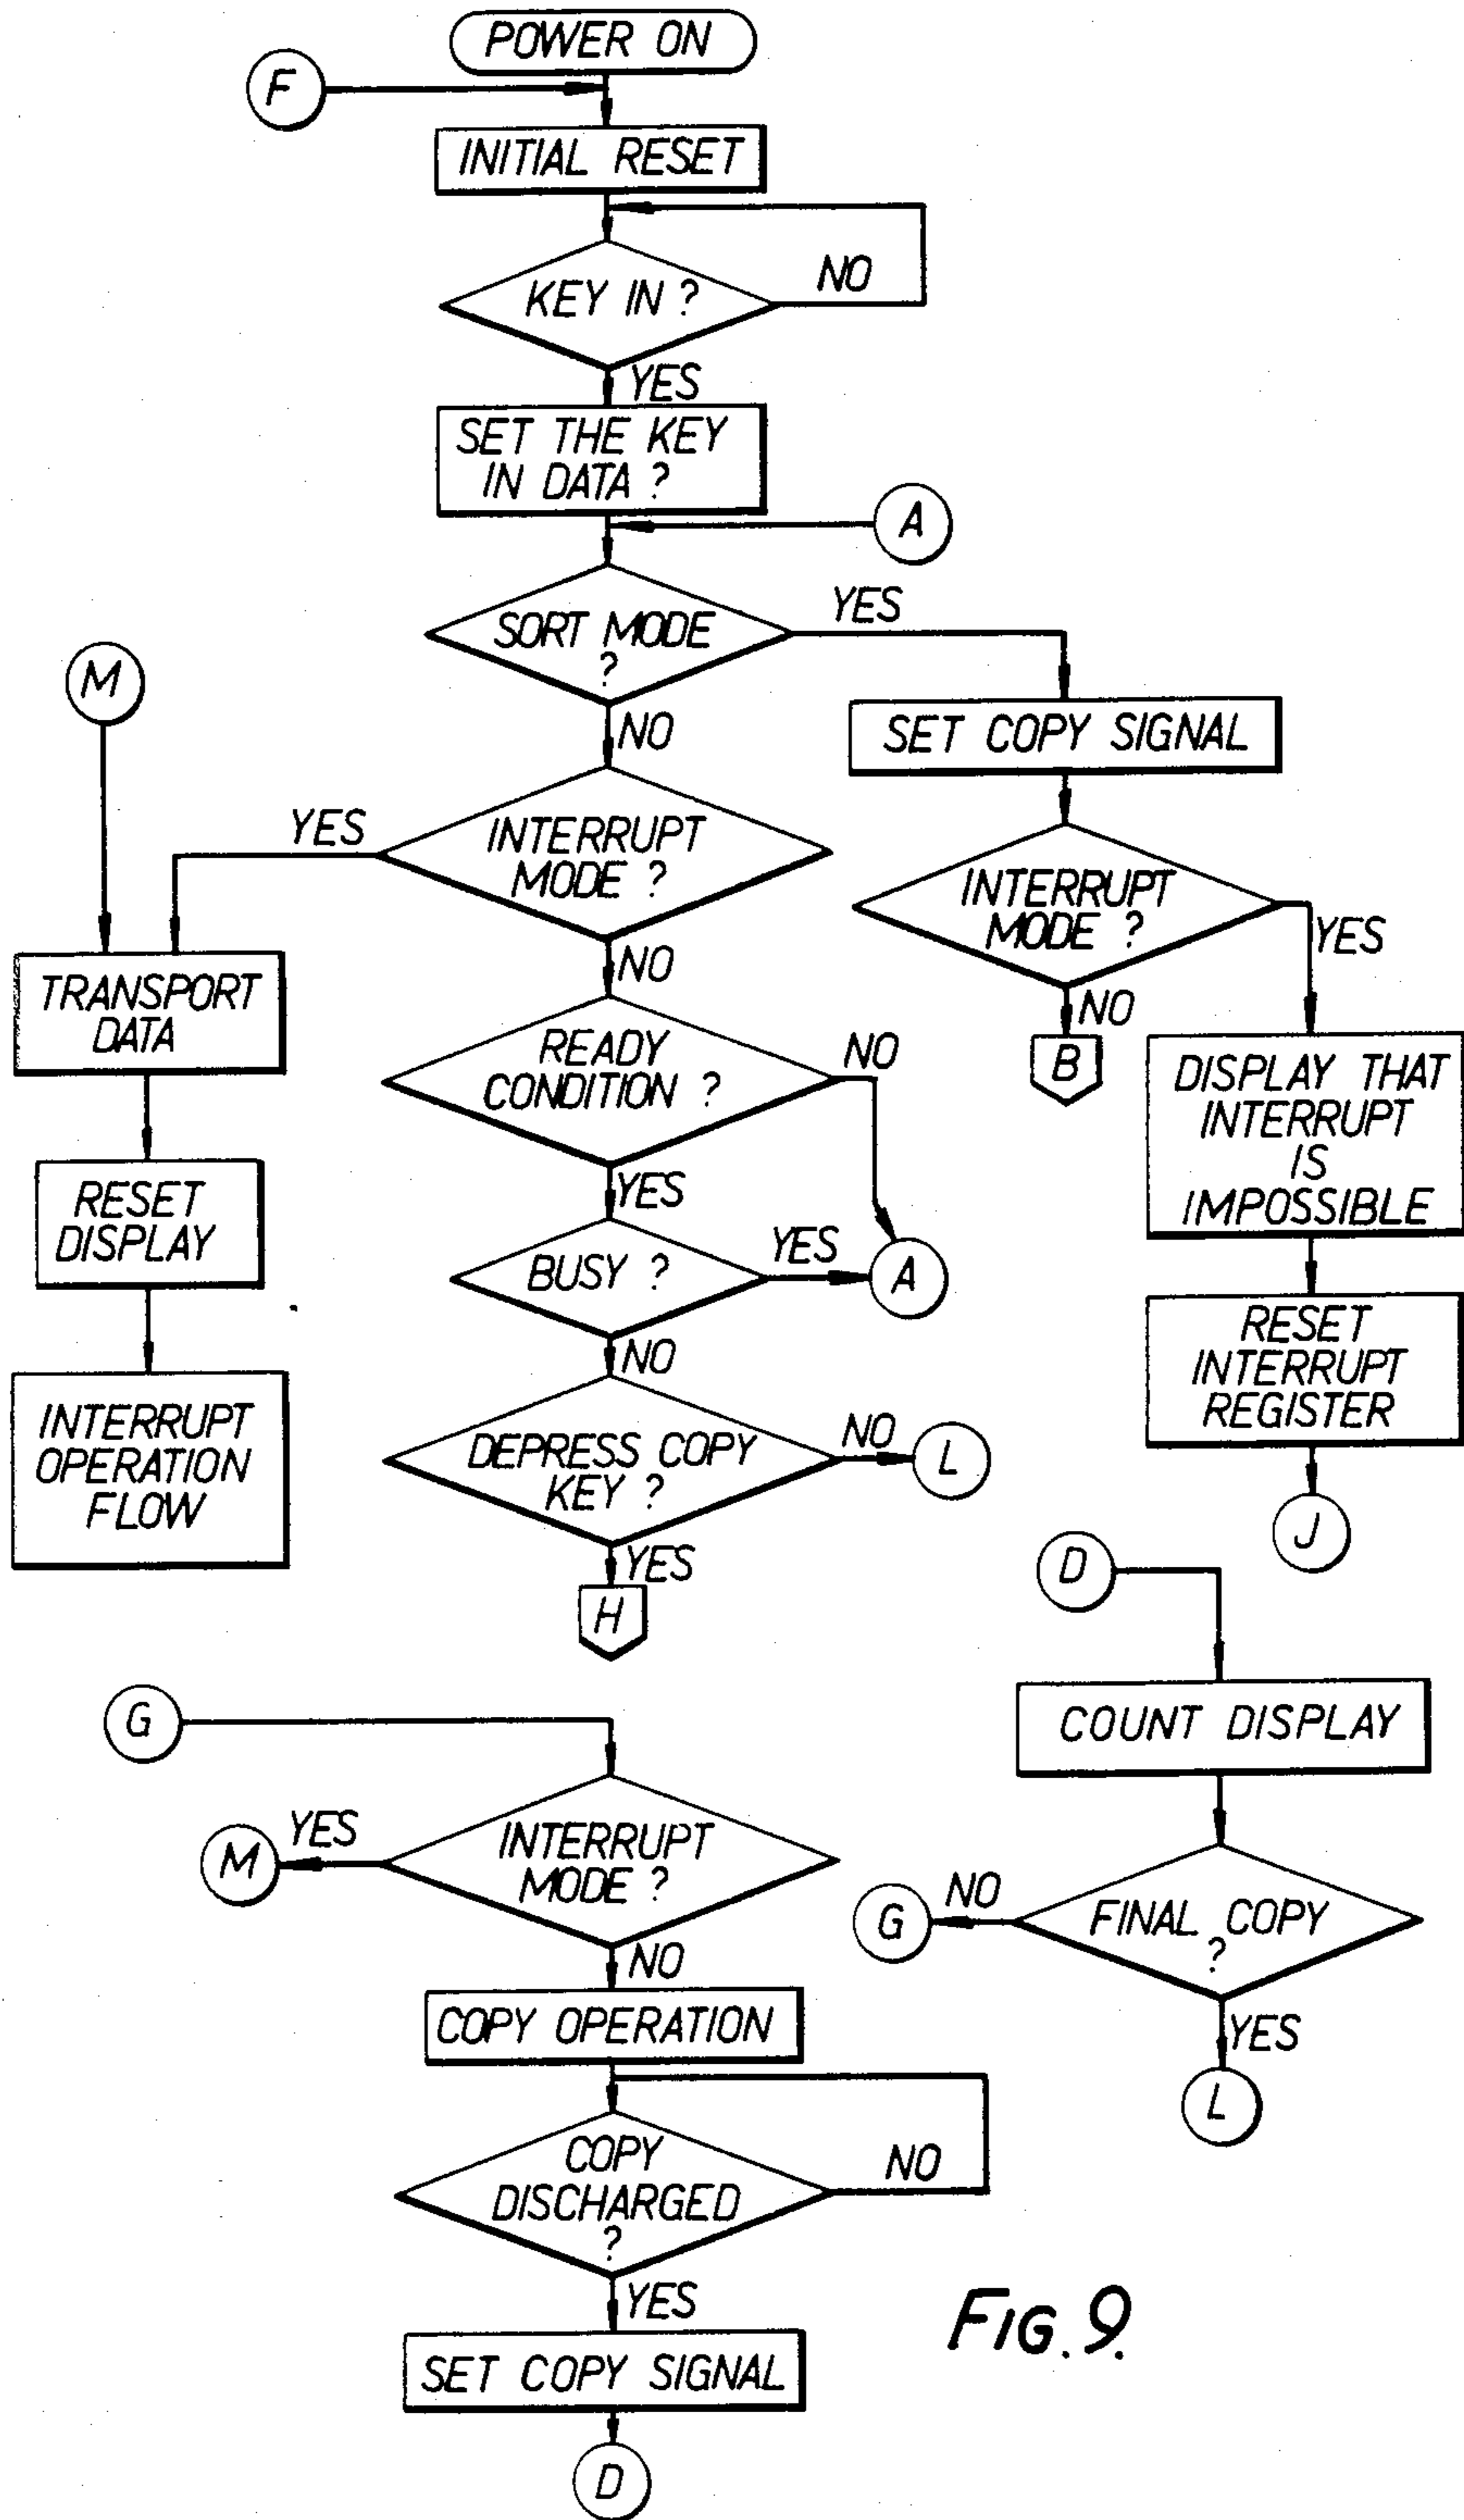 POWER ON
F
INITIAL RESET
KEY IN ?
NO
YES
SET THE KEY
IN DATA ?
A
SORT MODE
?
YES
NO
M
SET COPY SIGNAL
INTERRUPT
MODE ?
YES
NO
INTERRUPT
MODE ?
YES
NO
B
TRANSPORT
DATA
READY
CONDITION ?
NO
YES
DISPLAY THAT
INTERRUPT
IS
IMPOSSIBLE
RESET
DISPLAY
BUSY ?
YES
A
NO
RESET
INTERRUPT
REGISTER
INTERRUPT
OPERATION
FLOW
DEPRESS COPY
KEY ?
NO
L
YES
H
J
D
COUNT DISPLAY
FINAL COPY
?
NO
G
YES
L
G
INTERRUPT
MODE ?
YES
M
NO
COPY OPERATION
COPY
DISCHARGED
?
NO
YES
SET COPY SIGNAL
D
FIG. 9.